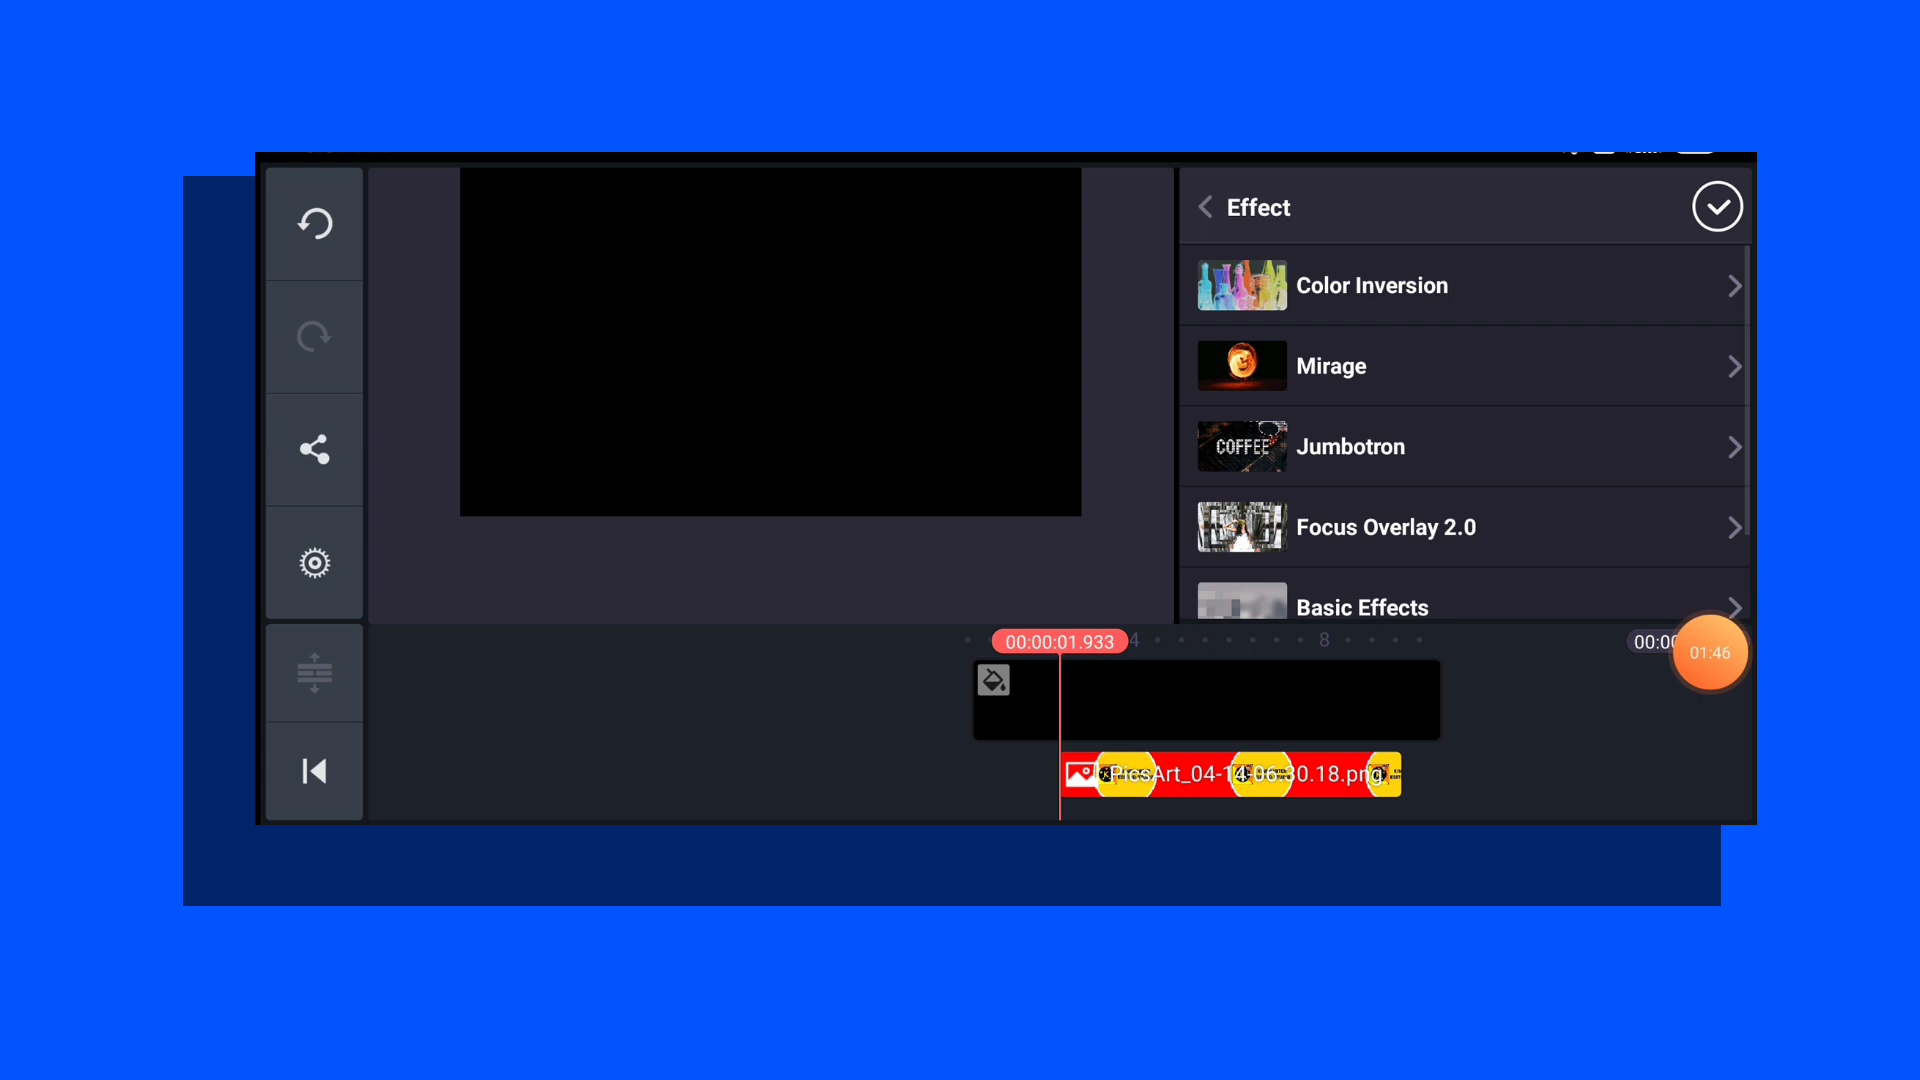 Effect
Color Inversion
Mirage
COFFEE
Jumbotron
Focus Overlay 2.0
Basic Effects
00:00:01.933
4
8
00:00
01:46
PicsArt_04-14-06.30.18.png